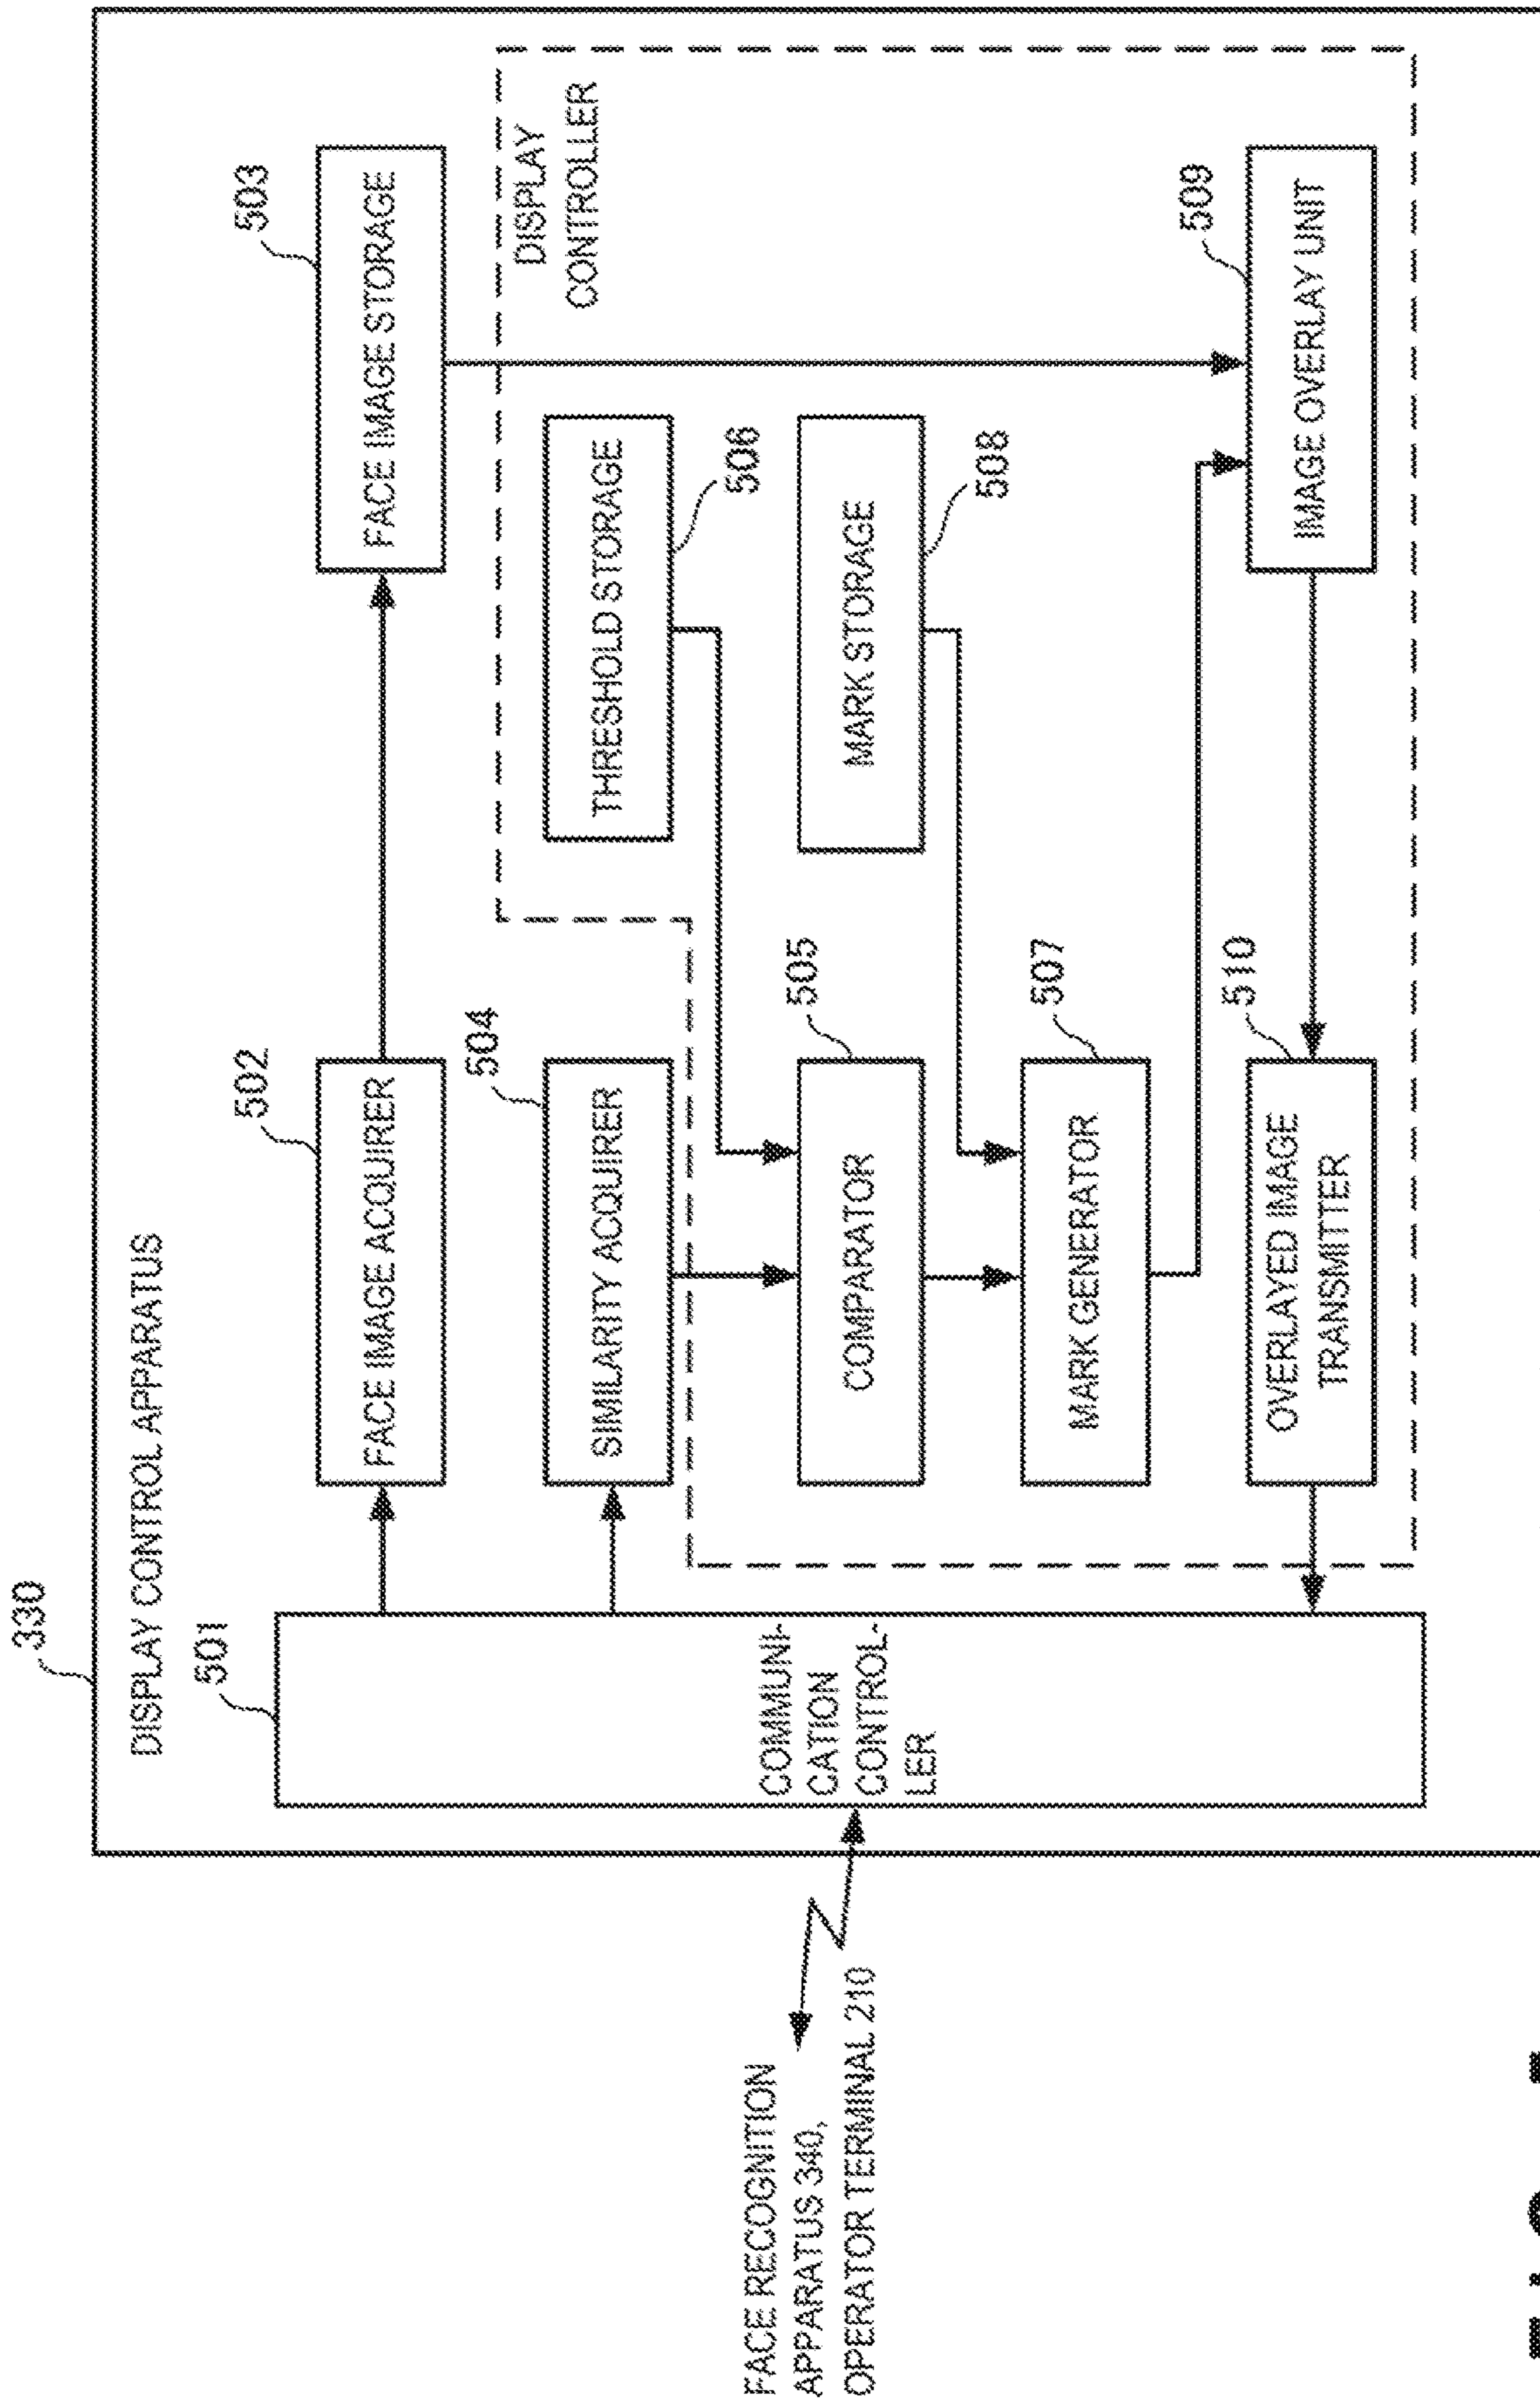 330
DISPLAY CONTROL APPARATUS
501
COMMUNI-
CATION
CONTROL-
LER
502
FACE IMAGE ACQUIRER
503
FACE IMAGE STORAGE
504
SIMILARITY ACQUIRER
DISPLAY
CONTROLLER
THRESHOLD STORAGE
506
505
COMPARATOR
MARK STORAGE
508
507
MARK GENERATOR
510
OVERLAYED IMAGE
TRANSMITTER
509
IMAGE OVERLAY UNIT
FACE RECOGNITION
APPARATUS 340,
OPERATOR TERMINAL 210